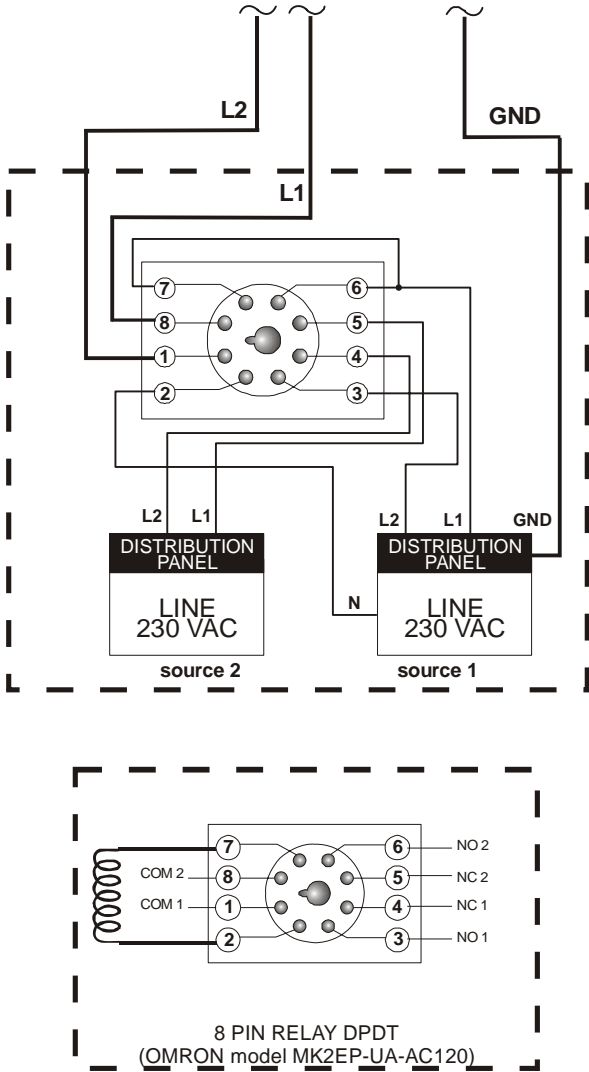 L2
GND
L1
7
6
8
5
1
4
2
3
L2
L1
L2
L1
GND
DISTRIBUTION
PANEL
LINE
230 VAC
source 2
N
DISTRIBUTION
PANEL
LINE
230 VAC
source 1
7
6
NO 2
COM 2
8
5
NC 2
COM 1
1
4
NC 1
2
3
NO 1
8 PIN RELAY DPDT
(OMRON model MK2EP-UA-AC120)